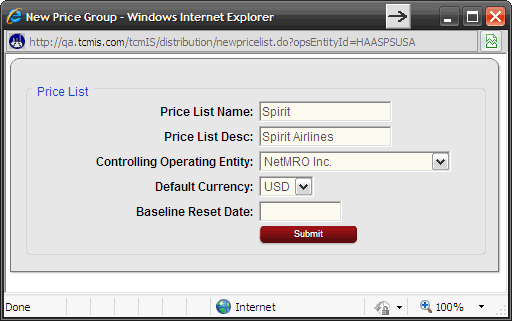 New Price Group - Windows Internet Explorer
http://qa.tcmis.com/tcmIS/distribution/newpricelist.do?opsEntityId=HAASPSUSA
Price List
Price List Name: Spirit
Price List Desc: Spirit Airlines
Controlling Operating Entity: NetMRO Inc.
Default Currency: USD
Baseline Reset Date:
Submit
Done Internet 100%